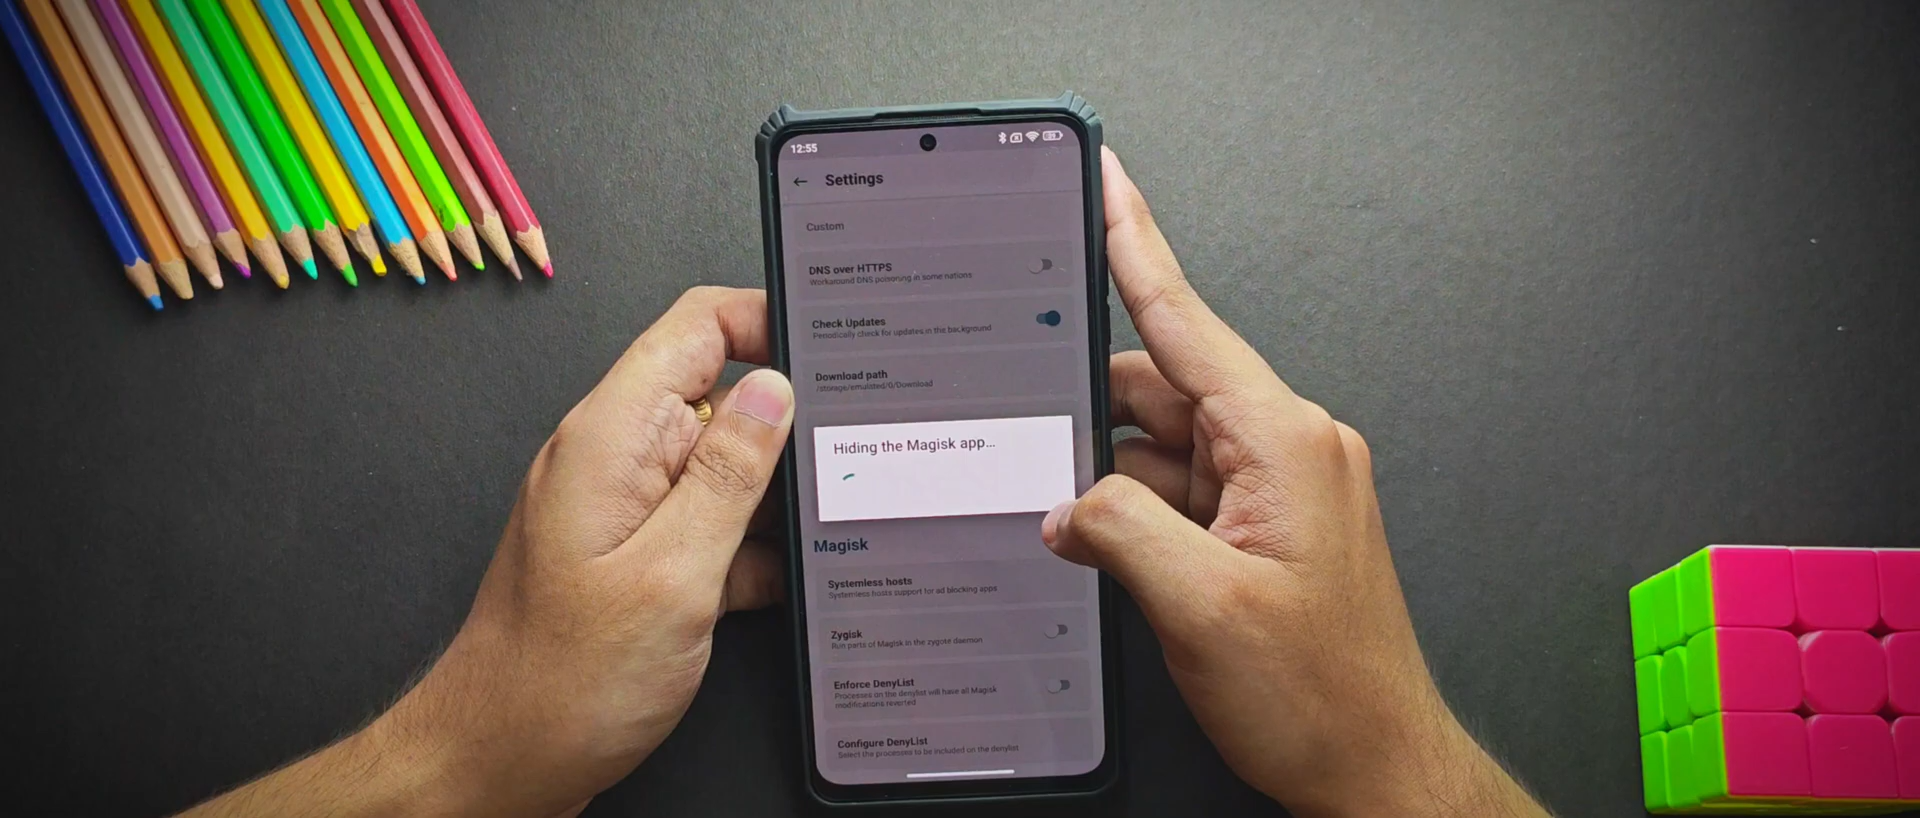 12:55
Settings
Custom
DNS over HTTPS
Workaround DNS poisoning in some nations
Check Updates
Periodically check for updates in the background
Download path
/storage/emulated/0/Download
Hiding the Magisk app...
Magisk
Systemless hosts
Systemless hosts support for ad blocking apps
Zygisk
Run parts of Magisk in the zygote daemon
Enforce DenyList
Processes on the denylist will have all Magisk
modifications reverted
Configure DenyList
Select the processes to be included on the denylist